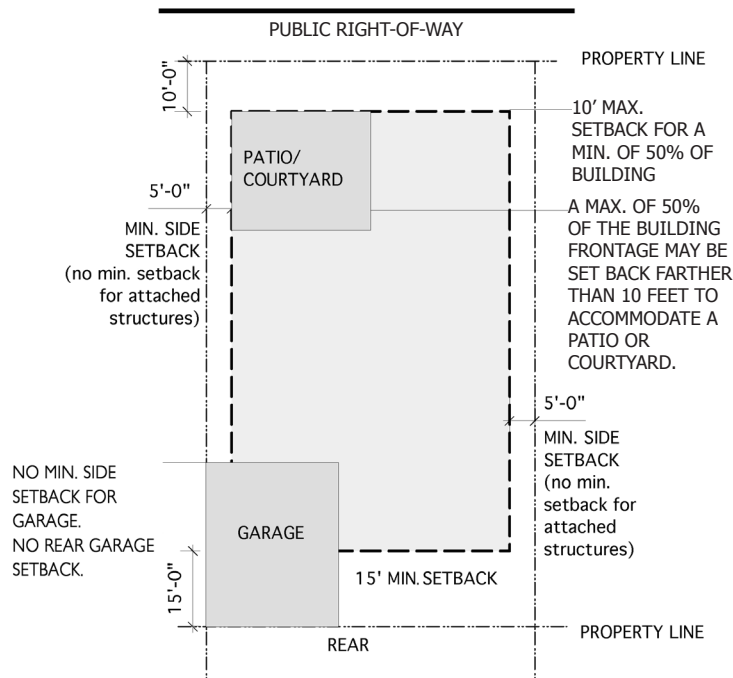 PUBLIC RIGHT-OF-WAY
PROPERTY LINE
10'-0"
10' MAX.
SETBACK FOR A
MIN. OF 50% OF
BUILDING
PATIO/
COURTYARD
5'-0"
MIN. SIDE
SETBACK
(no min. setback
for attached
structures)
A MAX. OF 50%
OF THE BUILDING
FRONTAGE MAY BE
SET BACK FARTHER
THAN 10 FEET TO
ACCOMMODATE A
PATIO OR
COURTYARD.
5'-0"
MIN. SIDE
SETBACK
(no min.
setback for
attached
structures)
NO MIN. SIDE
SETBACK FOR
GARAGE.
NO REAR GARAGE
SETBACK.
GARAGE
15'-0"
15' MIN. SETBACK
REAR
PROPERTY LINE